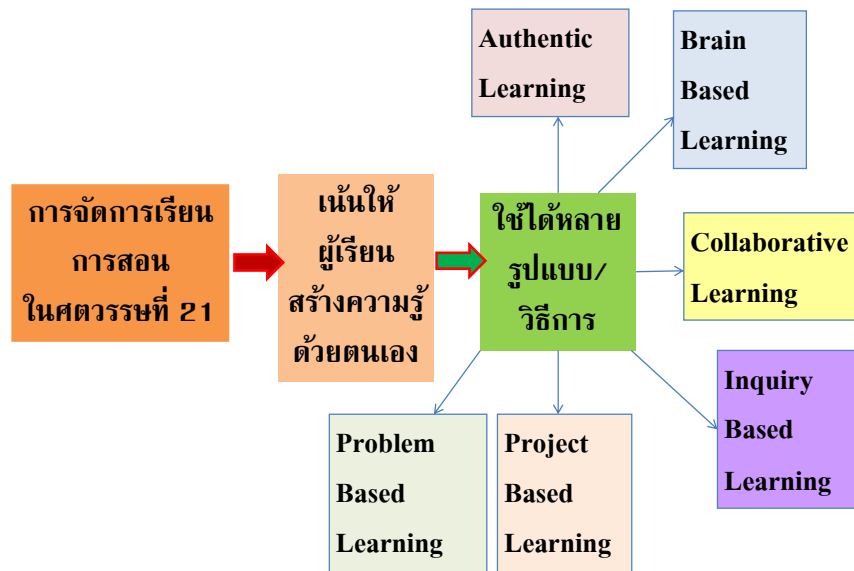 การจัดการเรียน
การสอน
ในศตวรรษที่ 21
เน้นให้
ผู้เรียน
สร้างความรู้
ด้วยตนเอง
ใช้ได้หลาย
รูปแบบ/
วิธีการ
Authentic
Learning
Brain
Based
Learning
Collaborative
Learning
Inquiry
Based
Learning
Project
Based
Learning
Problem
Based
Learning